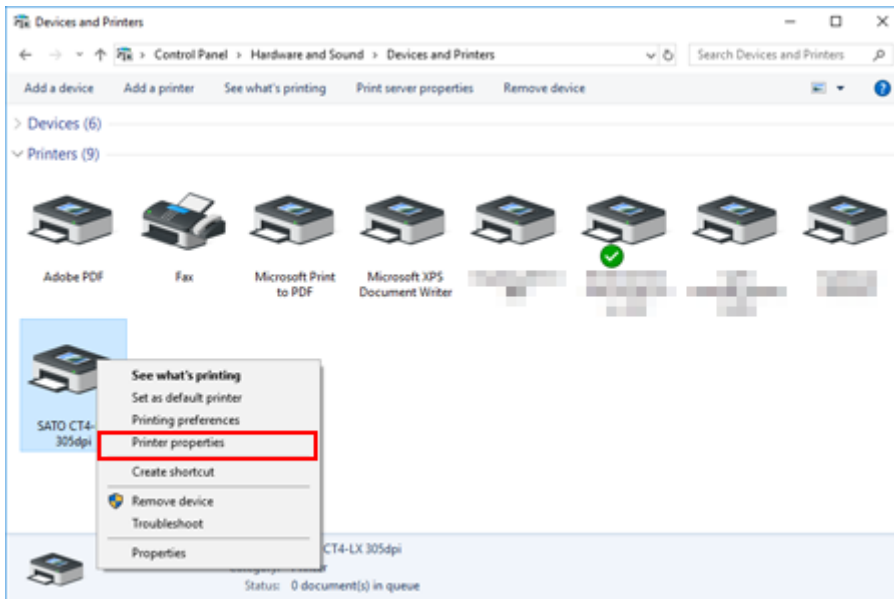 Devices and Printers
Control Panel > Hardware and Sound > Devices and Printers
Search Devices and Printers
Add a device Add a printer See what's printing Print server properties Remove device
Devices (6)
Printers (9)
Adobe PDF
Fax
Microsoft Print
to PDF
Microsoft XPS
Document Writer
SATO CT4-
305dpi
See what's printing
Set as default printer
Printing preferences
Printer properties
Create shortcut
Remove device
Troubleshoot
Properties
CT4-LX 305dpi
Status: 0 document(s) in queue